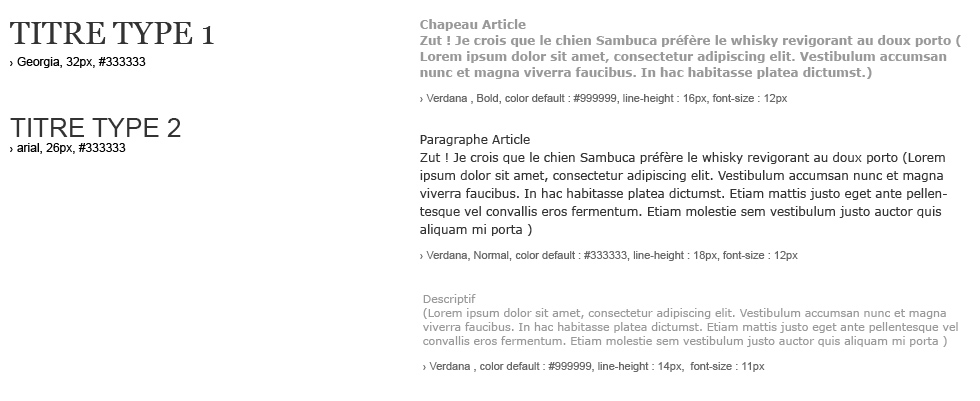 TITRE TYPE 1
› Georgia, 32px, #333333
TITRE TYPE 2
› arial, 26px, #333333
Chapeau Article
Zut ! Je crois que le chien Sambuca préfère le whisky revigorant au doux porto (
Lorem ipsum dolor sit amet, consectetur adipiscing elit. Vestibulum accumsan
nunc et magna viverra faucibus. In hac habitasse platea dictumst.)
› Verdana , Bold, color default : #999999, line-height : 16px, font-size : 12px
Paragraphe Article
Zut ! Je crois que le chien Sambuca préfère le whisky revigorant au doux porto (Lorem
ipsum dolor sit amet, consectetur adipiscing elit. Vestibulum accumsan nunc et magna
viverra faucibus. In hac habitasse platea dictumst. Etiam mattis justo eget ante pellen-
tesque vel convallis eros fermentum. Etiam molestie sem vestibulum justo auctor quis
aliquam mi porta )
› Verdana, Normal, color default : #333333, line-height : 18px, font-size : 12px
Descriptif
(Lorem ipsum dolor sit amet, consectetur adipiscing elit. Vestibulum accumsan nunc et magna
viverra faucibus. In hac habitasse platea dictumst. Etiam mattis justo eget ante pellentesque vel
convallis eros fermentum. Etiam molestie sem vestibulum justo auctor quis aliquam mi porta )
› Verdana , color default : #999999, line-height : 14px,  font-size : 11px